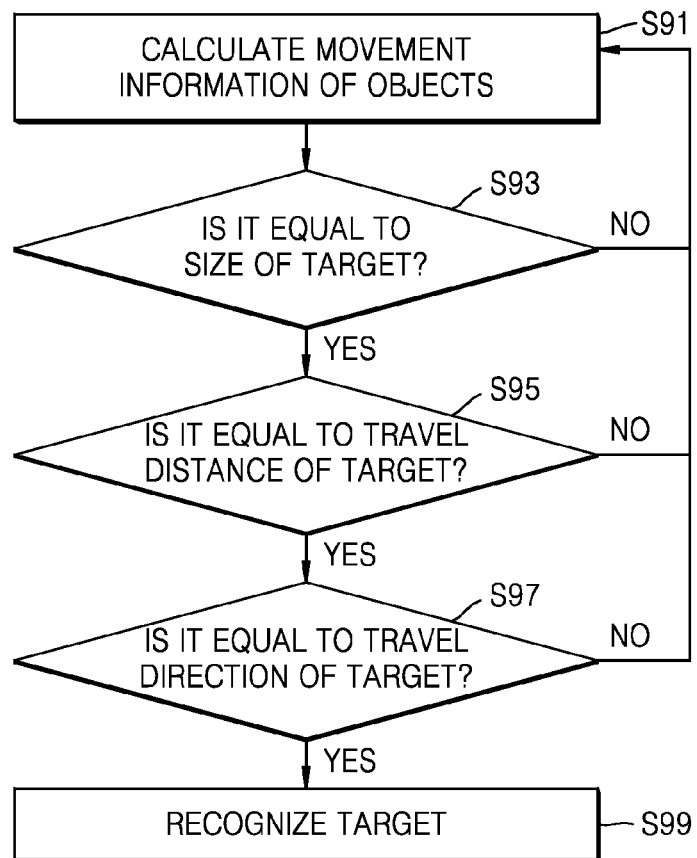 S91
CALCULATE MOVEMENT
INFORMATION OF OBJECTS
S93
IS IT EQUAL TO
SIZE OF TARGET?
NO
YES
S95
IS IT EQUAL TO TRAVEL
DISTANCE OF TARGET?
NO
YES
S97
IS IT EQUAL TO TRAVEL
DIRECTION OF TARGET?
NO
YES
RECOGNIZE TARGET
S99